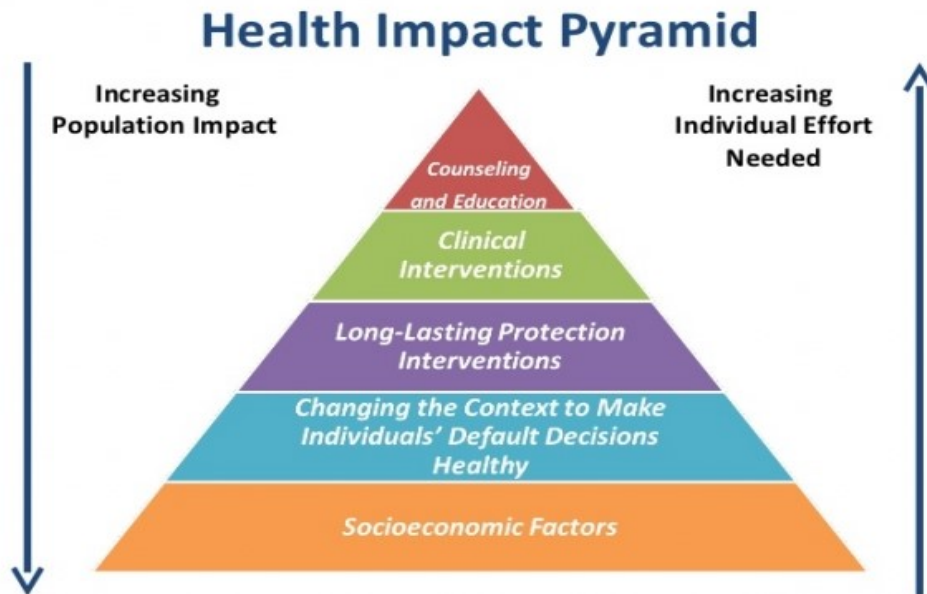 Health Impact Pyramid
Increasing
Population Impact
Increasing
Individual Effort
Needed
Counseling
and Education
Clinical
Interventions
Long-Lasting Protection
Interventions
Changing the Context to Make
Individuals’ Default Decisions
Healthy
Socioeconomic Factors